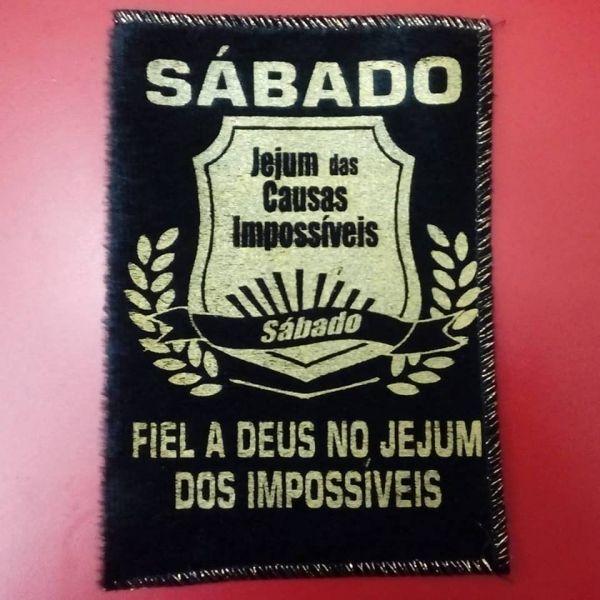 SÁBADO
Jejum das
Causas
Impossíveis
Sábado
FIEL A DEUS NO JEJUM
DOS IMPOSSÍVEIS